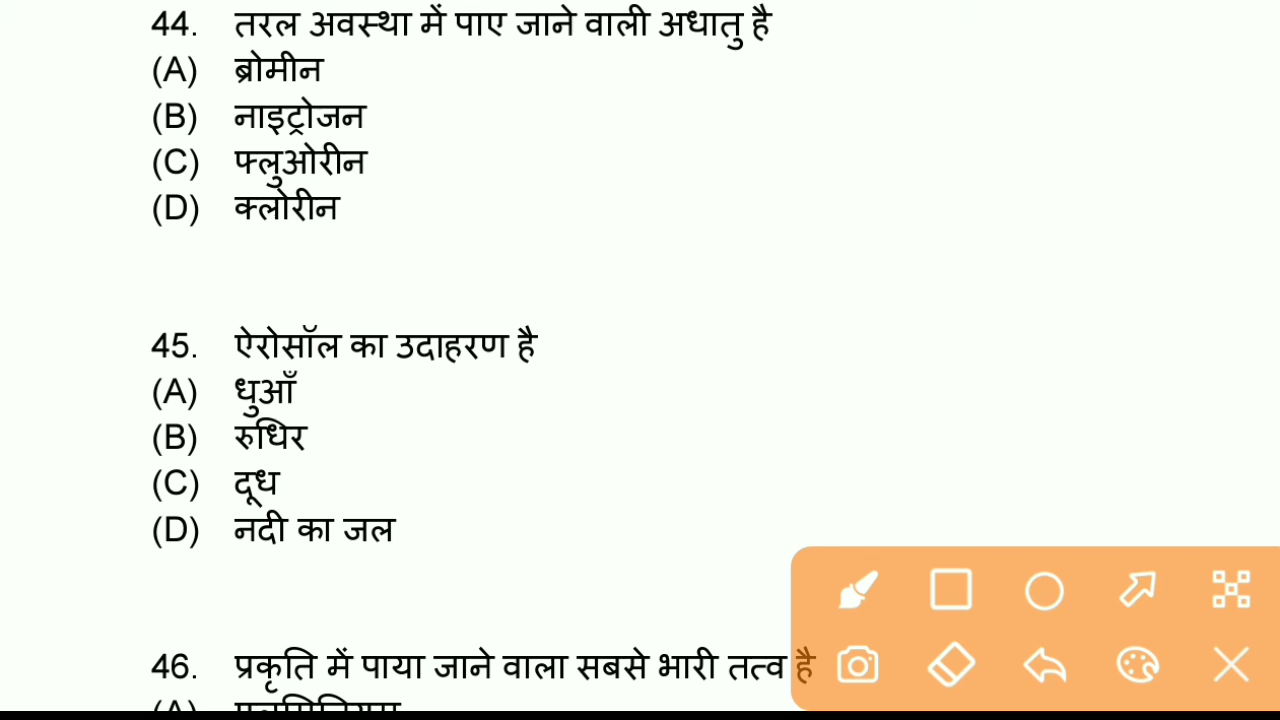 44. तरल अवस्था में पाए जाने वाली अधातु है
(A) ब्रोमीन
(B) नाइट्रोजन
(C) फ्लुओरीन
(D) क्लोरीन
45. ऐरोसॉल का उदाहरण है
(A) धुआँ
(B) रुधिर
(C) दूध
(D) नदी का जल
46. प्रकृति में पाया जाने वाला सबसे भारी तत्व है
(A)